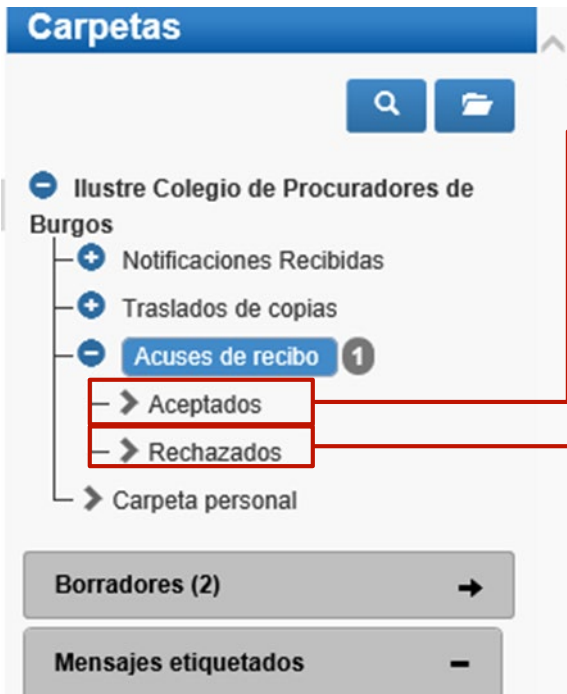 Carpetas
Ilustre Colegio de Procuradores de
Burgos
Notificaciones Recibidas
Traslados de copias
Acuses de recibo 1
Aceptados
Rechazados
Carpeta personal
Borradores (2)
Mensajes etiquetados